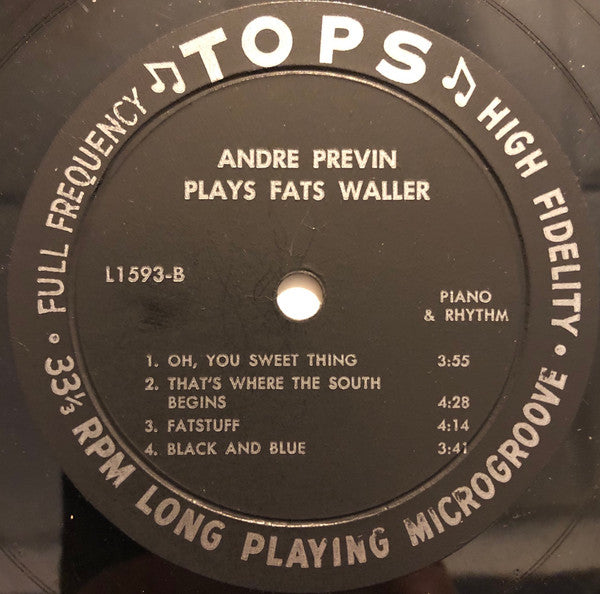 TOPS
FULL FREQUENCY
HIGH FIDELITY
ANDRE PREVIN
PLAYS FATS WALLER
L1593-B
PIANO
& RHYTHM
1. OH, YOU SWEET THING 3:55
2. THAT'S WHERE THE SOUTH
BEGINS 4:28
3. FATSTUFF 4:14
4. BLACK AND BLUE 3:41
• 33⅓ RPM LONG PLAYING MICROGROOVE •